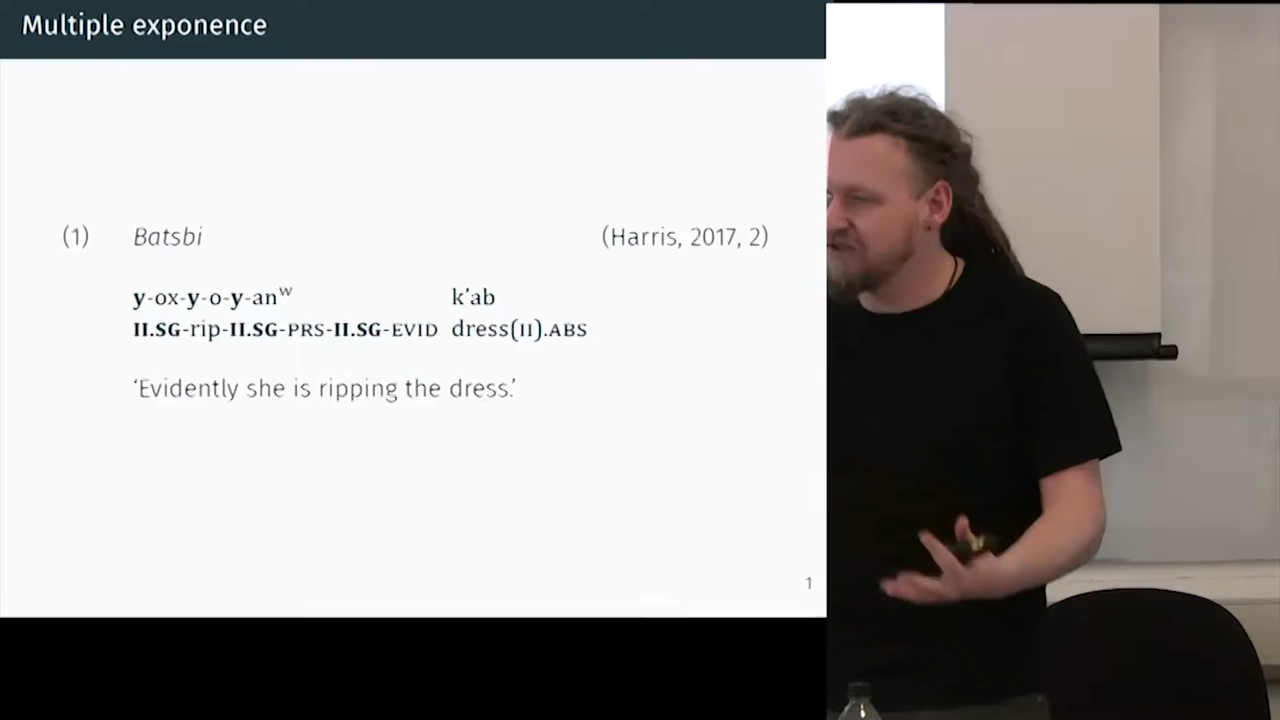 Multiple exponence
(1) Batsbi (Harris, 2017, 2)
y-ox-y-o-y-anʷ k’ab
II.SG-rip-II.SG-PRS-II.SG-EVID dress(II).ABS
‘Evidently she is ripping the dress.’
1